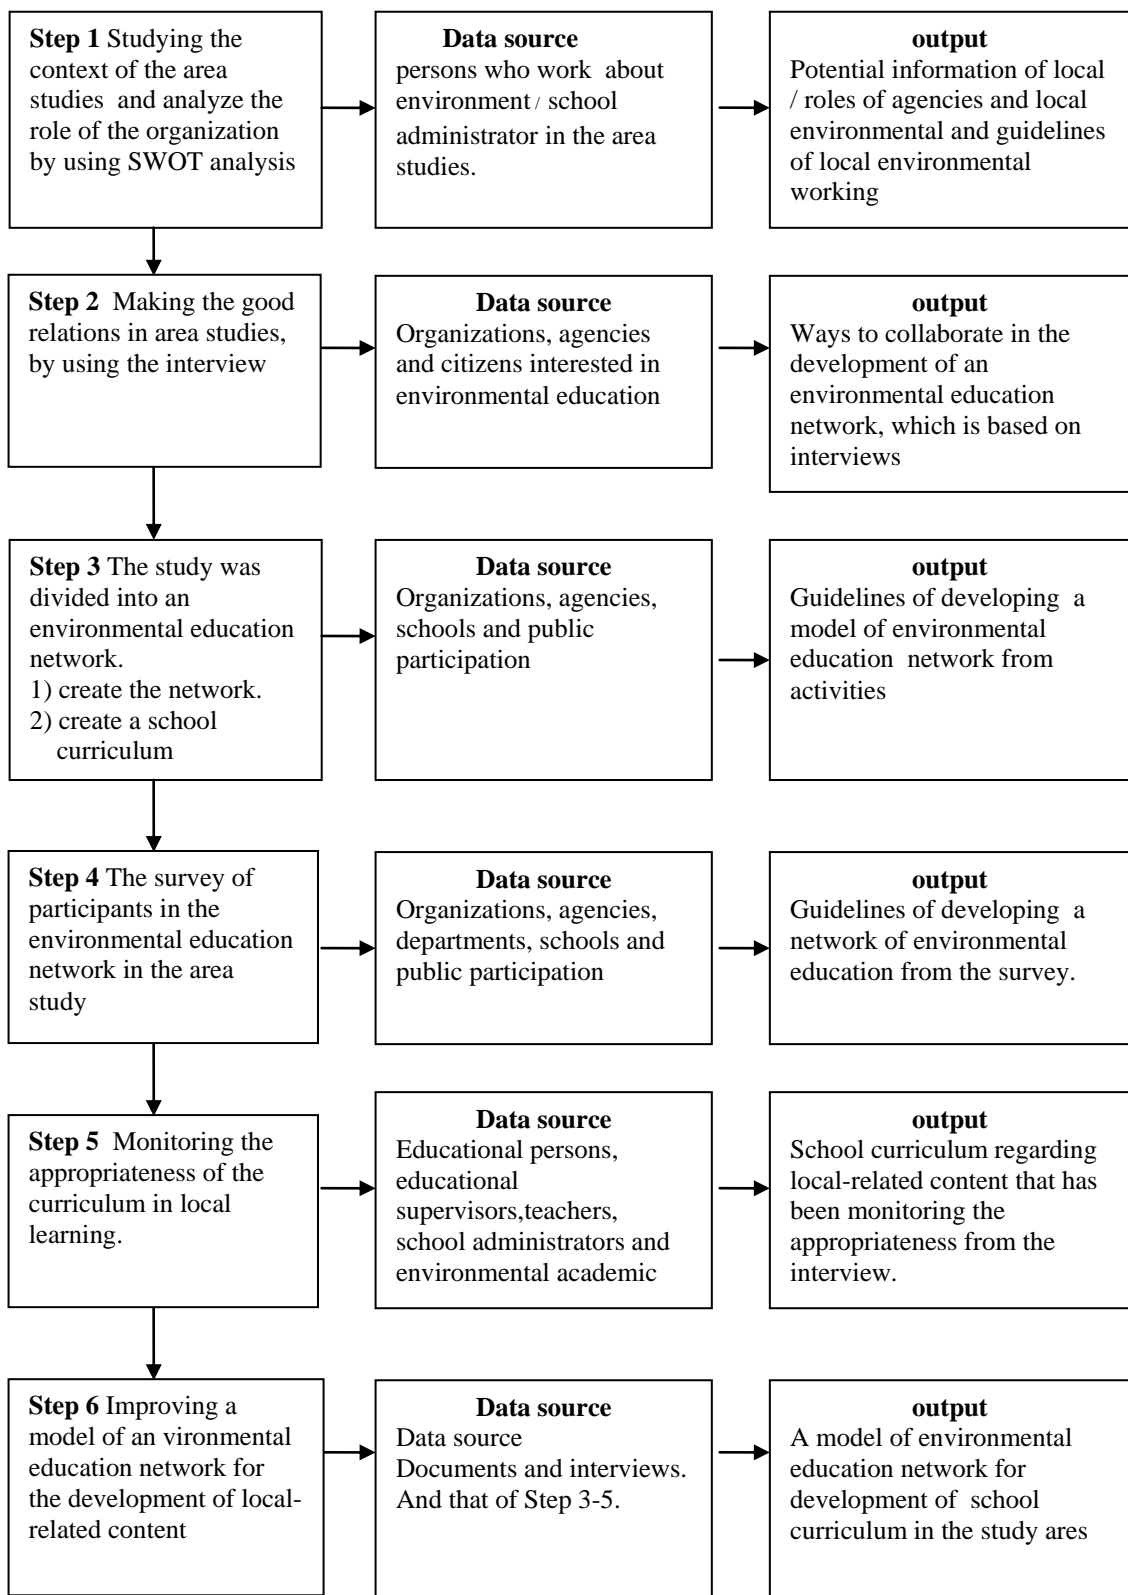 Step 1 Studying the
context of the area
studies and analyze the
role of the organization
by using SWOT analysis
Data source
persons who work about
environment / school
administrator in the area
studies.
output
Potential information of local
/ roles of agencies and local
environmental and guidelines
of local environmental
working
Step 2 Making the good
relations in area studies,
by using the interview
Data source
Organizations, agencies
and citizens interested in
environmental education
output
Ways to collaborate in the
development of an
environmental education
network, which is based on
interviews
Step 3 The study was
divided into an
environmental education
network.
1) create the network.
2) create a school
curriculum
Data source
Organizations, agencies,
schools and public
participation
output
Guidelines of developing a
model of environmental
education network from
activities
Step 4 The survey of
participants in the
environmental education
network in the area
study
Data source
Organizations, agencies,
departments, schools and
public participation
output
Guidelines of developing a
network of environmental
education from the survey.
Step 5 Monitoring the
appropriateness of the
curriculum in local
learning.
Data source
Educational persons,
educational
supervisors,teachers,
school administrators and
environmental academic
output
School curriculum regarding
local-related content that has
been monitoring the
appropriateness from the
interview.
Step 6 Improving a
model of an vironmental
education network for
the development of local-
related content
Data source
Data source
Documents and interviews.
And that of Step 3-5.
output
A model of environmental
education network for
development of school
curriculum in the study ares